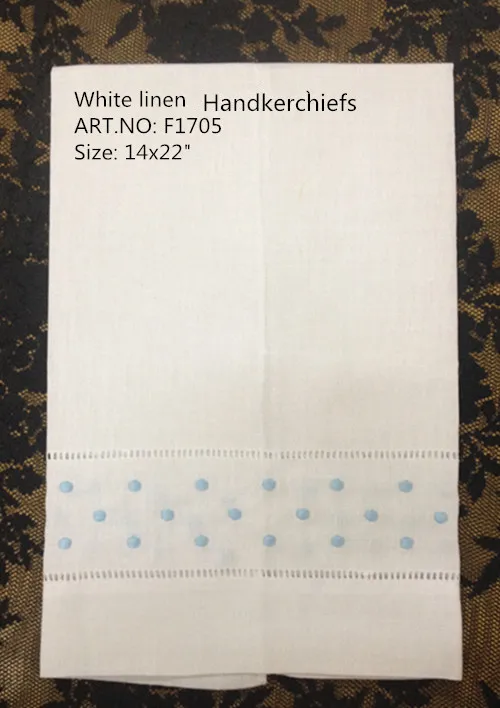 White linen Handkerchiefs
ART.NO: F1705
Size: 14x22"